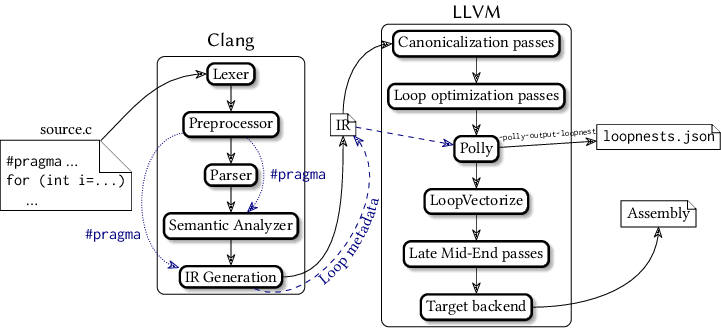 LLVM
Clang
Canonicalization passes
Lexer
Loop optimization passes
source.c
Preprocessor
IR
-polly-output-loopnest
Polly
loopnests.json
#pragma ...
for (int i=...)
...
Parser
#pragma
LoopVectorize
Assembly
Semantic Analyzer
#pragma
Loop metadata
Late Mid-End passes
IR Generation
Target backend